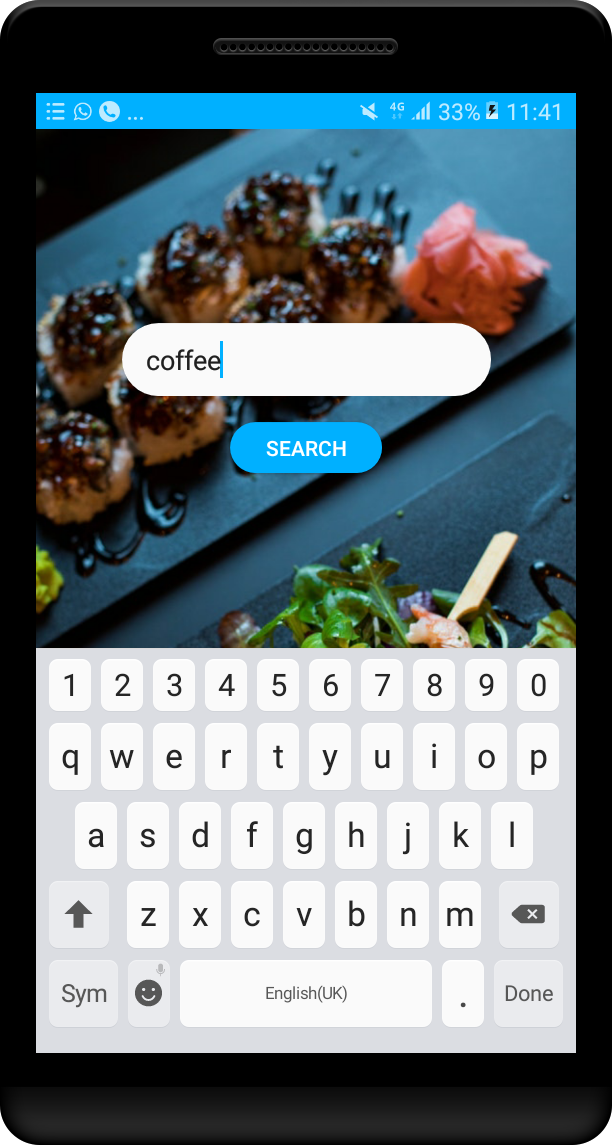 ... 4G 33% 11:41
coffee
SEARCH
1 2 3 4 5 6 7 8 9 0
q w e r t y u i o p
a s d f g h j k l
z x c v b n m
Sym English(UK) . Done